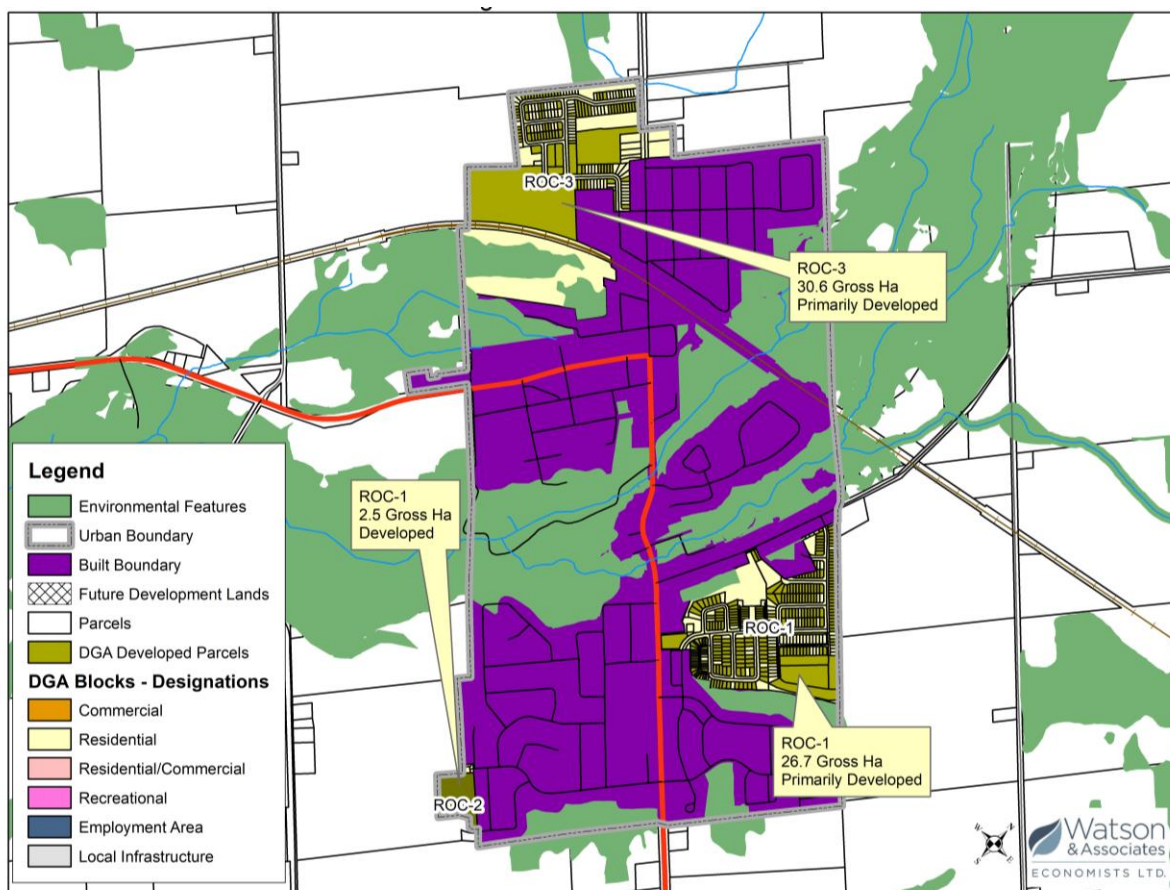 ROC-3
ROC-3
30.6 Gross Ha
Primarily Developed
ROC-1
2.5 Gross Ha
Developed
ROC-1
ROC-1
26.7 Gross Ha
Primarily Developed
ROC-2
Legend
Environmental Features
Urban Boundary
Built Boundary
Future Development Lands
Parcels
DGA Developed Parcels
DGA Blocks - Designations
Commercial
Residential
Residential/Commercial
Recreational
Employment Area
Local Infrastructure
W N
S E
Watson
& Associates
ECONOMISTS LTD.